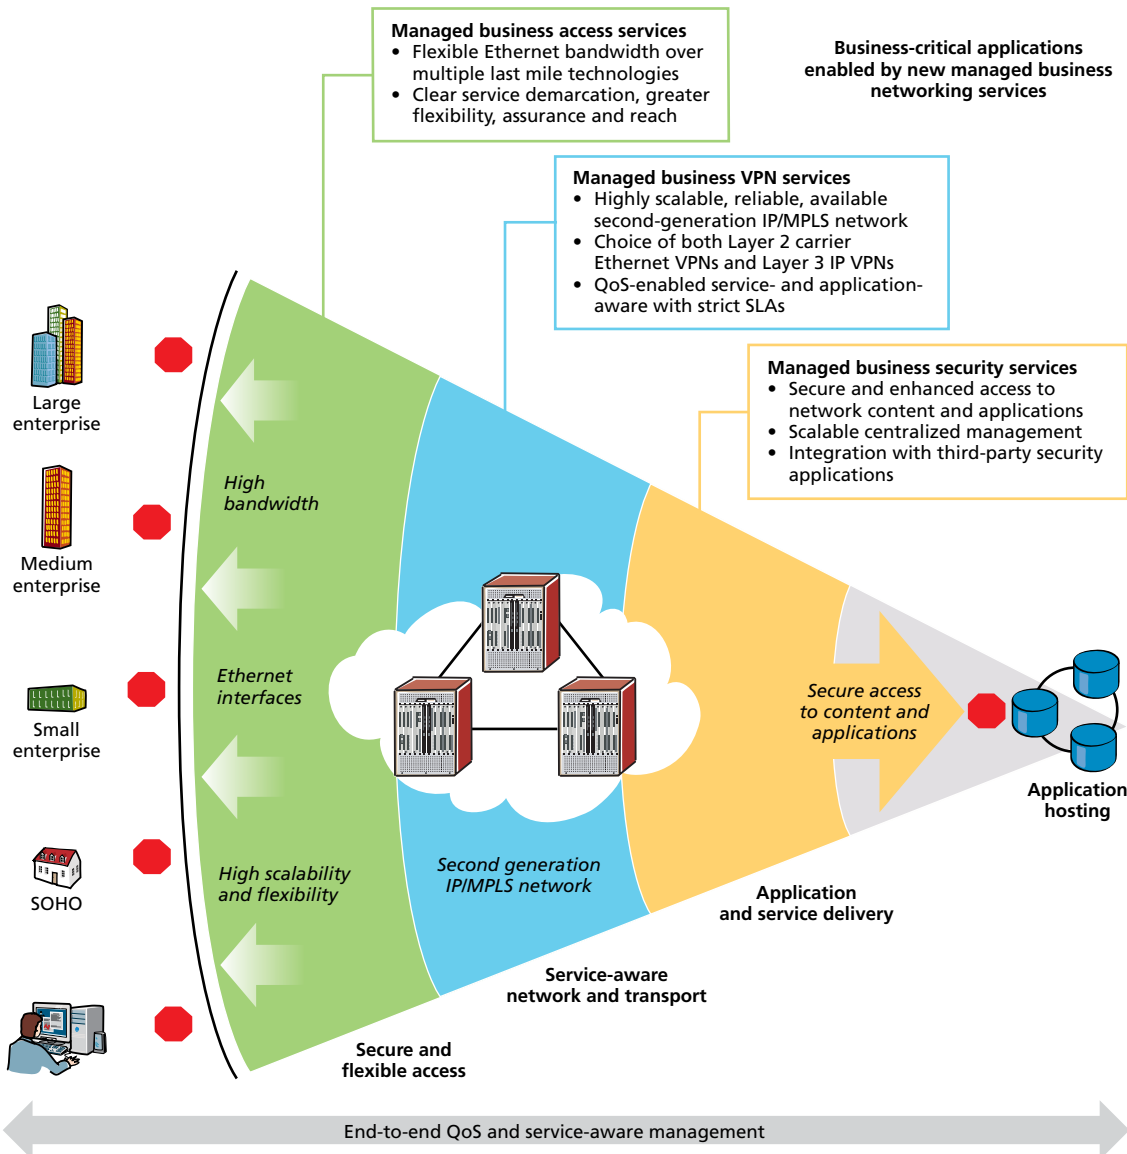 Managed business access services
• Flexible Ethernet bandwidth over
multiple last mile technologies
• Clear service demarcation, greater
flexibility, assurance and reach
Business-critical applications
enabled by new managed business
networking services
Managed business VPN services
• Highly scalable, reliable, available
second-generation IP/MPLS network
• Choice of both Layer 2 carrier
Ethernet VPNs and Layer 3 IP VPNs
• QoS-enabled service- and application-
aware with strict SLAs
Managed business security services
• Secure and enhanced access to
network content and applications
• Scalable centralized management
• Integration with third-party security
applications
Large
enterprise
Medium
enterprise
Small
enterprise
SOHO
High
bandwidth
Ethernet
interfaces
High scalability
and flexibility
Second generation
IP/MPLS network
Secure access
to content and
applications
Application
hosting
Application
and service delivery
Service-aware
network and transport
Secure and
flexible access
End-to-end QoS and service-aware management